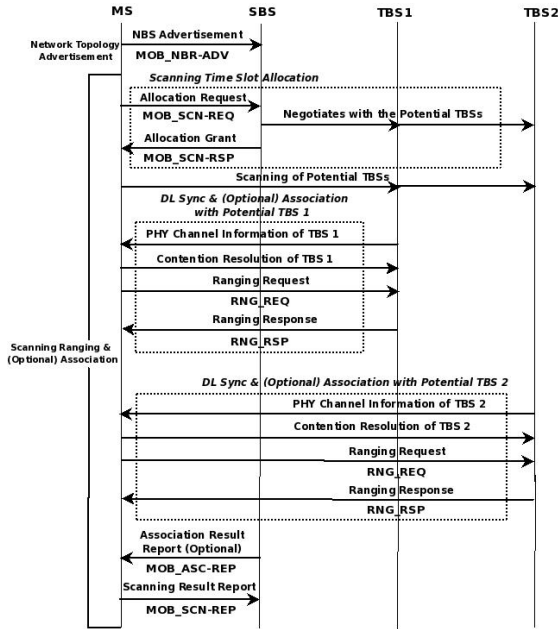 MS SBS TBS1 TBS2
NBS Advertisement
Network Topology
Advertisement
MOB_NBR-ADV
Scanning Time Slot Allocation
Allocation Request
MOB_SCN-REQ
Negotiates with the Potential TBSs
Allocation Grant
MOB_SCN-RSP
Scanning of Potential TBSs
DL Sync & (Optional) Association
with Potential TBS 1
PHY Channel Information of TBS 1
Contention Resolution of TBS 1
Ranging Request
RNG_REQ
Ranging Response
RNG_RSP
Scanning Ranging &
(Optional) Association
DL Sync & (Optional) Association with Potential TBS 2
PHY Channel Information of TBS 2
Contention Resolution of TBS 2
Ranging Request
RNG_REQ
Ranging Response
RNG_RSP
Association Result
Report (Optional)
MOB_ASC-REP
Scanning Result Report
MOB_SCN-REP